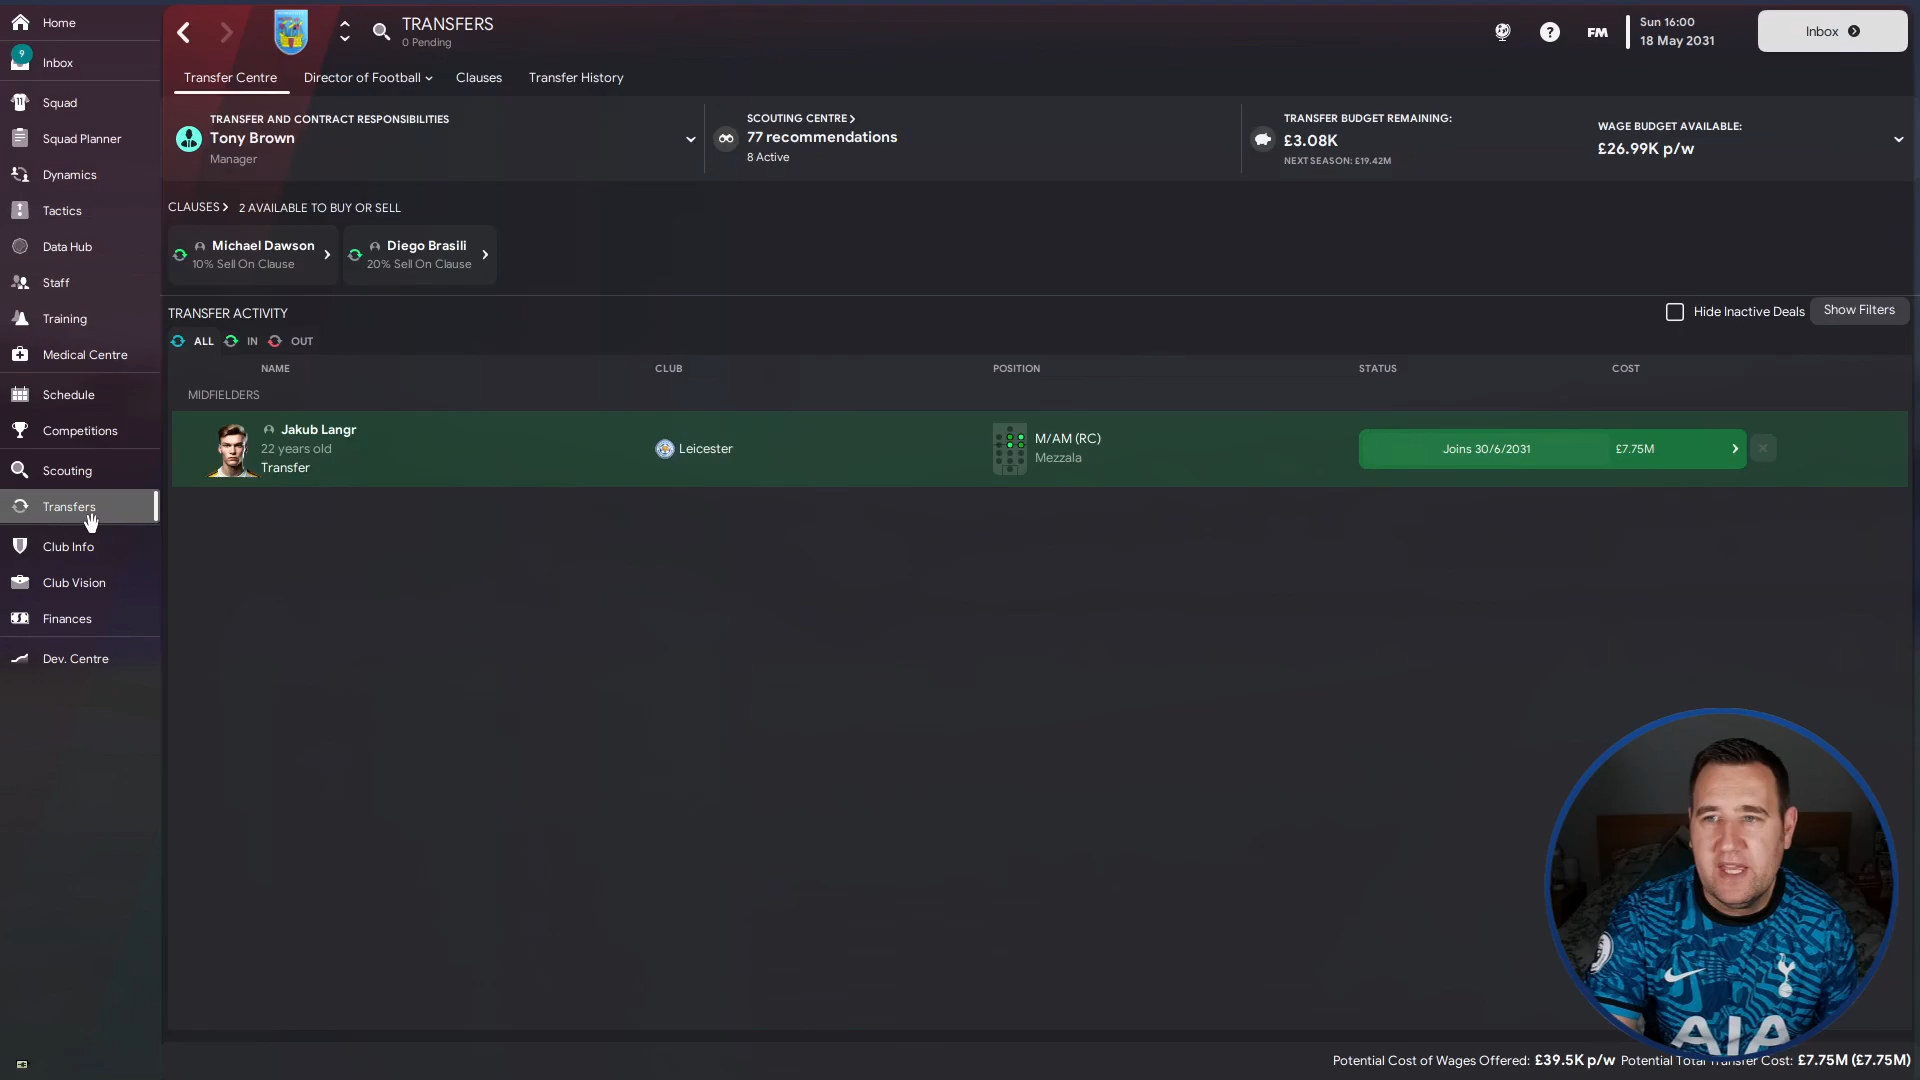 Home
9
Inbox
Squad
Squad Planner
Dynamics
Tactics
Data Hub
Staff
Training
Medical Centre
Schedule
Competitions
Scouting
Transfers
Club Info
Club Vision
Finances
Dev. Centre
TRANSFERS
0 Pending
FM
Sun 16:00
18 May 2031
Inbox
Transfer Centre
Director of Football
Clauses
Transfer History
TRANSFER AND CONTRACT RESPONSIBILITIES
Tony Brown
Manager
SCOUTING CENTRE
77 recommendations
8 Active
TRANSFER BUDGET REMAINING:
£3.08K
NEXT SEASON: £19.42M
WAGE BUDGET AVAILABLE:
£26.99K p/w
CLAUSES 2 AVAILABLE TO BUY OR SELL
Michael Dawson
10% Sell On Clause
Diego Brasili
20% Sell On Clause
TRANSFER ACTIVITY
Hide Inactive Deals
Show Filters
ALL IN OUT
NAME CLUB POSITION STATUS COST
MIDFIELDERS
Jakub Langr
22 years old
Transfer
Leicester
M/AM (RC)
Mezzala
Joins 30/6/2031 £7.75M
AIA
Potential Cost of Wages Offered: £39.5K p/w Potential Total Transfer Cost: £7.75M (£7.75M)